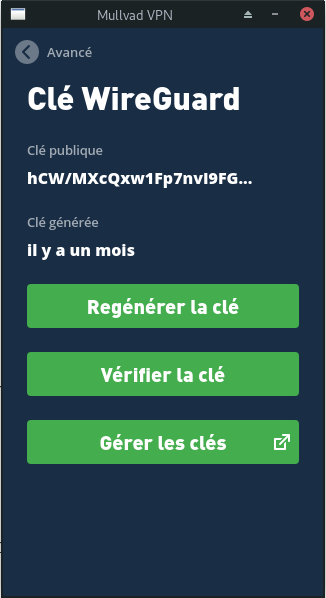 Mullvad VPN
Avancé
Clé WireGuard
Clé publique
hCW/MXcQxw1Fp7nvI9FG...
Clé générée
il y a un mois
Regénérer la clé
Vérifier la clé
Gérer les clés